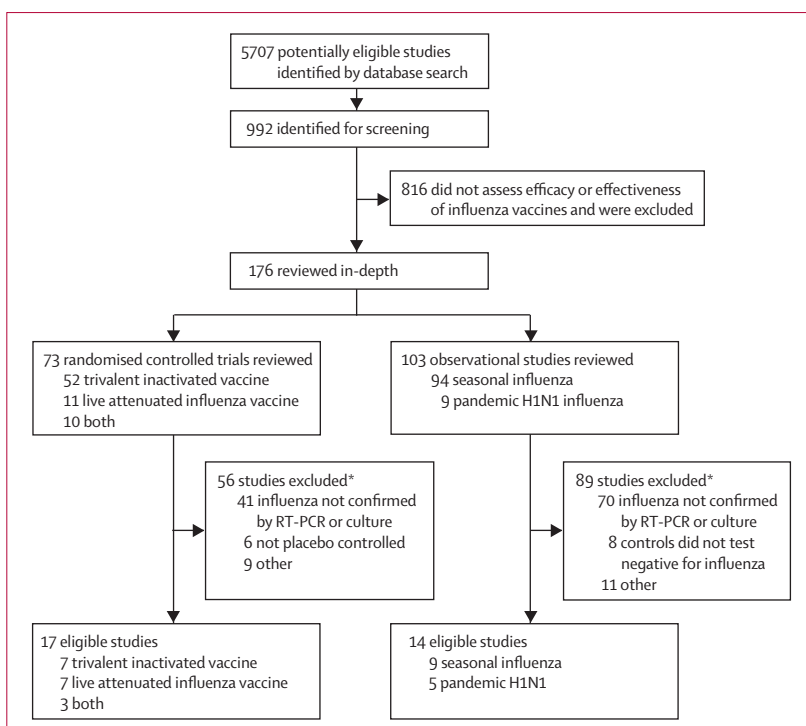 5707 potentially eligible studies
identified by database search
992 identified for screening
816 did not assess efficacy or effectiveness
of influenza vaccines and were excluded
176 reviewed in-depth
73 randomised controlled trials reviewed
52 trivalent inactivated vaccine
11 live attenuated influenza vaccine
10 both
103 observational studies reviewed
94 seasonal influenza
9 pandemic H1N1 influenza
56 studies excluded*
41 influenza not confirmed
by RT-PCR or culture
6 not placebo controlled
9 other
89 studies excluded*
70 influenza not confirmed
by RT-PCR or culture
8 controls did not test
negative for influenza
11 other
17 eligible studies
7 trivalent inactivated vaccine
7 live attenuated influenza vaccine
3 both
14 eligible studies
9 seasonal influenza
5 pandemic H1N1